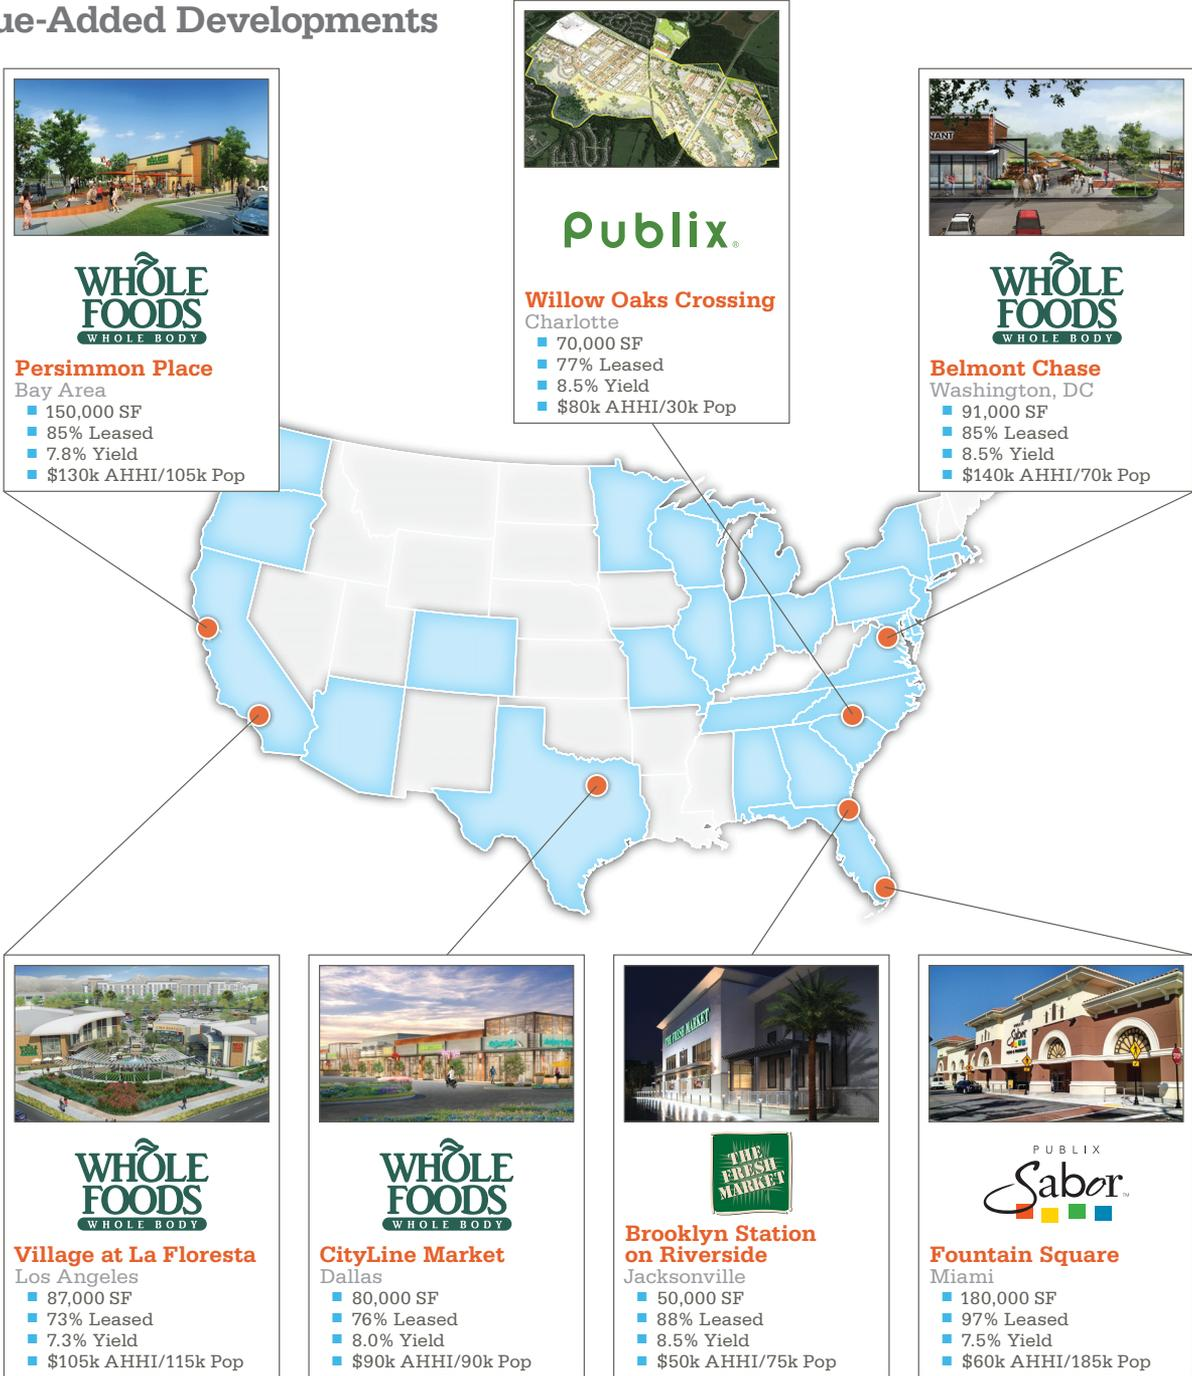 ue-Added Developments
WHOLE
FOODS
WHOLE BODY
Persimmon Place
Bay Area
150,000 SF
85% Leased
7.8% Yield
$130k AHHI/105k Pop
Publix®
Willow Oaks Crossing
Charlotte
70,000 SF
77% Leased
8.5% Yield
$80k AHHI/30k Pop
NANT
WHOLE
FOODS
WHOLE BODY
Belmont Chase
Washington, DC
91,000 SF
85% Leased
8.5% Yield
$140k AHHI/70k Pop
WHOLE
FOODS
WHOLE BODY
Village at La Floresta
Los Angeles
87,000 SF
73% Leased
7.3% Yield
$105k AHHI/115k Pop
WHOLE
FOODS
WHOLE BODY
CityLine Market
Dallas
80,000 SF
76% Leased
8.0% Yield
$90k AHHI/90k Pop
THE FRESH MARKET
THE
FRESH
MARKET
Brooklyn Station
on Riverside
Jacksonville
50,000 SF
88% Leased
8.5% Yield
$50k AHHI/75k Pop
Sabor
PUBLIX
Sabor™
Fountain Square
Miami
180,000 SF
97% Leased
7.5% Yield
$60k AHHI/185k Pop